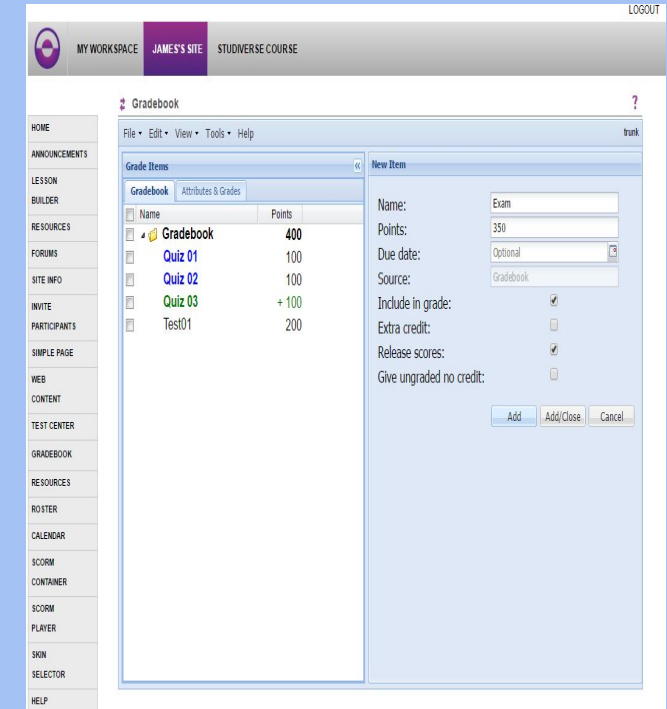 LOGOUT
MY WORKSPACE JAMES'S SITE STUDIVERSE COURSE
Gradebook ?
HOME
ANNOUNCEMENTS
LESSON
BUILDER
RESOURCES
FORUMS
SITE INFO
INVITE
PARTICIPANTS
SIMPLE PAGE
WEB
CONTENT
TEST CENTER
GRADEBOOK
RESOURCES
ROSTER
CALENDAR
SCORM
CONTAINER
SCORM
PLAYER
SKIN
SELECTOR
HELP
File Edit View Tools Help trunk
Grade Items
Gradebook Attributes & Grades
Name Points
Gradebook 400
Quiz 01 100
Quiz 02 100
Quiz 03 + 100
Test01 200
New Item
Name: Exam
Points: 350
Due date: Optional
Source: Gradebook
Include in grade:
Extra credit:
Release scores:
Give ungraded no credit:
Add Add/Close Cancel